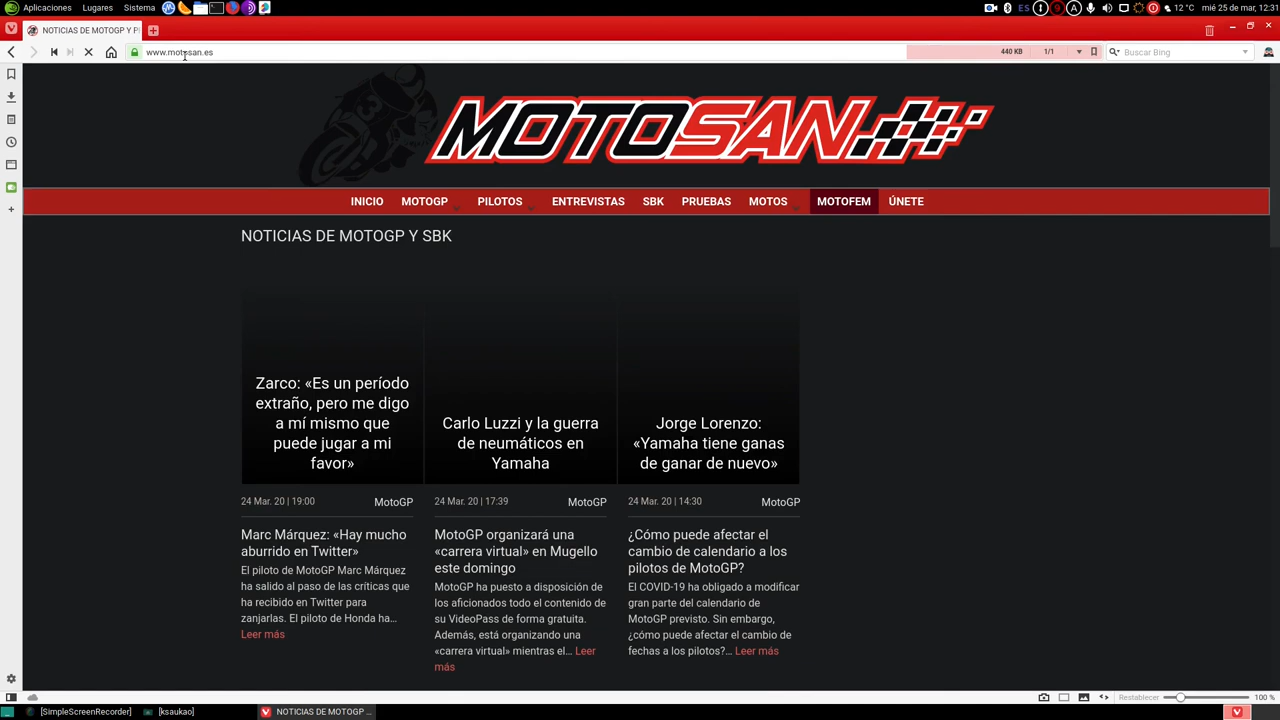 Aplicaciones Lugares Sistema ES 9 A 12 °C mié 25 de mar, 12:31
NOTICIAS DE MOTOGP Y P
www.motosan.es 440 KB 1/1 Buscar Bing
MOTOSAN
INICIO MOTOGP PILOTOS ENTREVISTAS SBK PRUEBAS MOTOS MOTOFEM ÚNETE
NOTICIAS DE MOTOGP Y SBK
Zarco: «Es un período
extraño, pero me digo
a mí mismo que
puede jugar a mi
favor»
24 Mar. 20 | 19:00 MotoGP
Carlo Luzzi y la guerra
de neumáticos en
Yamaha
24 Mar. 20 | 17:39 MotoGP
Jorge Lorenzo:
«Yamaha tiene ganas
de ganar de nuevo»
24 Mar. 20 | 14:30 MotoGP
Marc Márquez: «Hay mucho
aburrido en Twitter»
El piloto de MotoGP Marc Márquez
ha salido al paso de las críticas que
ha recibido en Twitter para
zanjarlas. El piloto de Honda ha...
Leer más
MotoGP organizará una
«carrera virtual» en Mugello
este domingo
MotoGP ha puesto a disposición de
los aficionados todo el contenido de
su VideoPass de forma gratuita.
Además, está organizando una
«carrera virtual» mientras el... Leer
más
¿Cómo puede afectar el
cambio de calendario a los
pilotos de MotoGP?
El COVID-19 ha obligado a modificar
gran parte del calendario de
MotoGP previsto. Sin embargo,
¿cómo puede afectar el cambio de
fechas a los pilotos?... Leer más
Restablecer 100 %
[SimpleScreenRecorder] [ksaukao] NOTICIAS DE MOTOGP ...